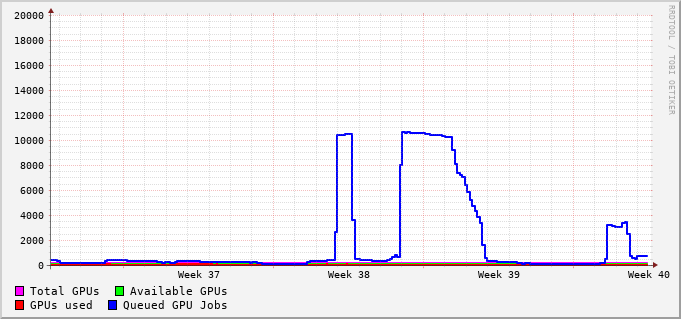 20000
18000
16000
14000
12000
10000
8000
6000
4000
2000
0
Week 37 Week 38 Week 39 Week 40
Total GPUs Available GPUs
GPUs used Queued GPU Jobs
RRDTOOL / TOBI OETIKER